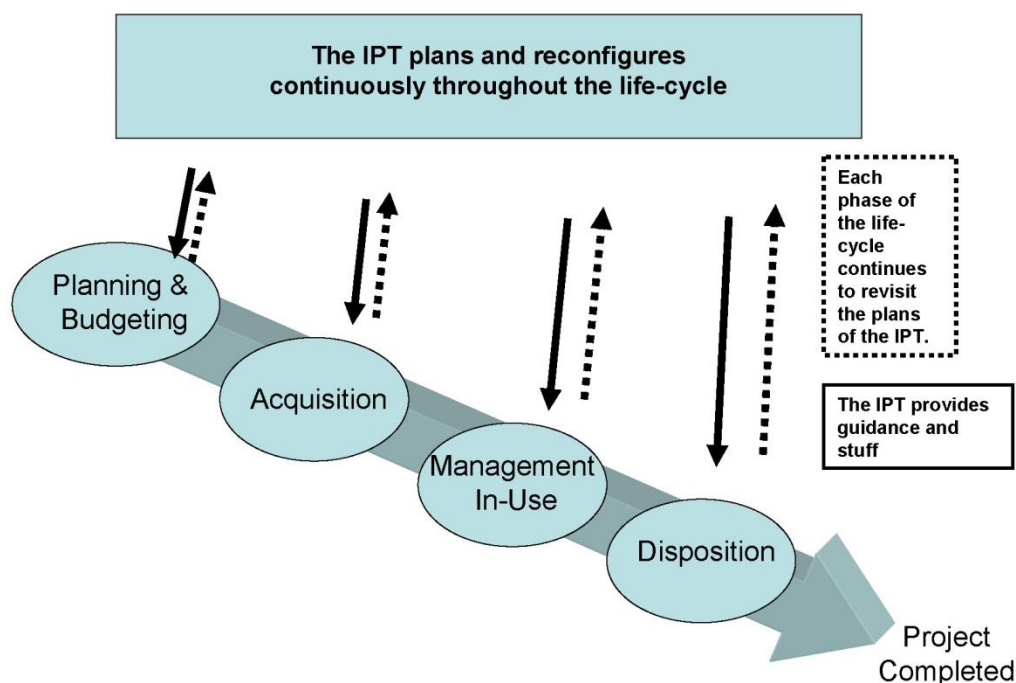 The IPT plans and reconfigures
continuously throughout the life-cycle
Each
phase of
the life-
cycle
continues
to revisit
the plans
of the IPT.
Planning &
Budgeting
Acquisition
The IPT provides
guidance and
stuff
Management
In-Use
Disposition
Project
Completed